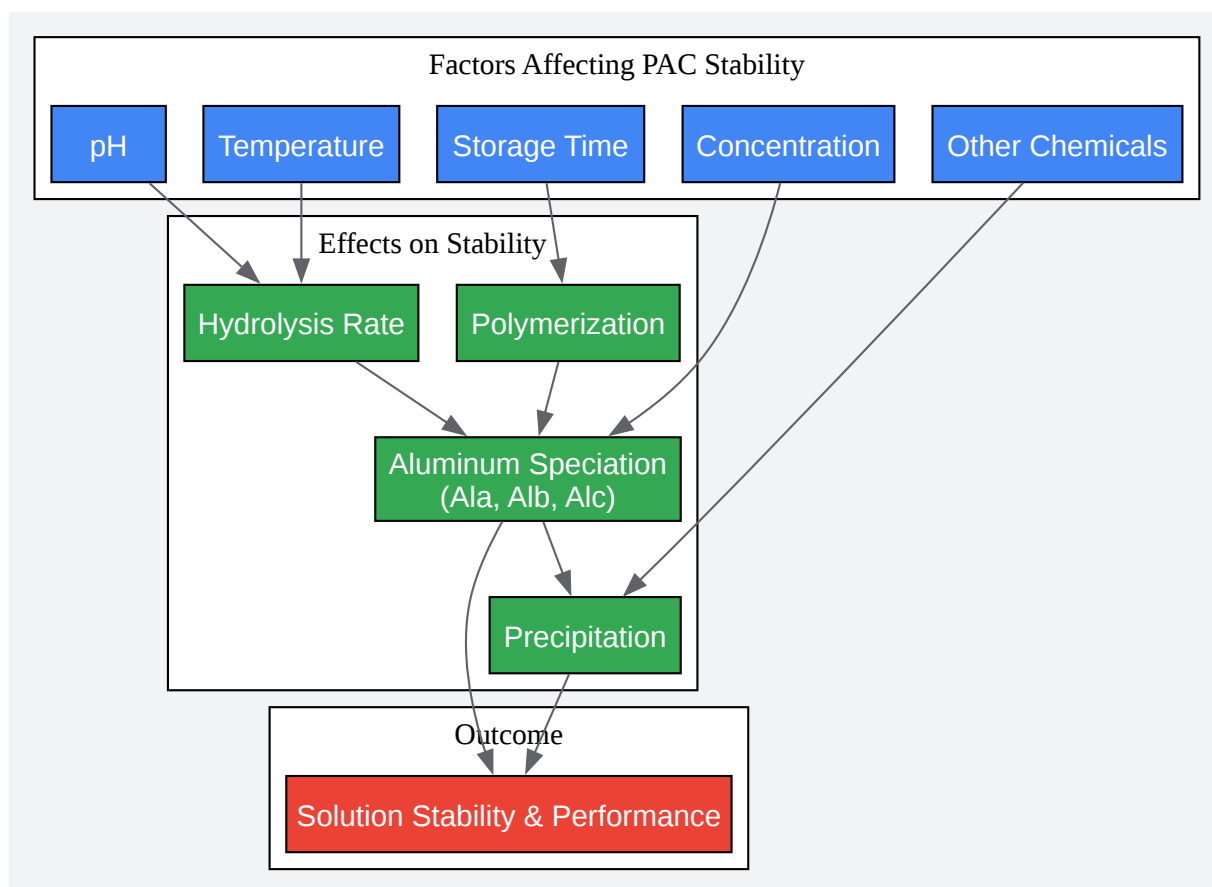 Factors Affecting PAC Stability
pH
Temperature
Storage Time
Concentration
Other Chemicals
Effects on Stability
Hydrolysis Rate
Polymerization
Aluminum Speciation
(Ala, Alb, Alc)
Precipitation
Outcome
Solution Stability & Performance